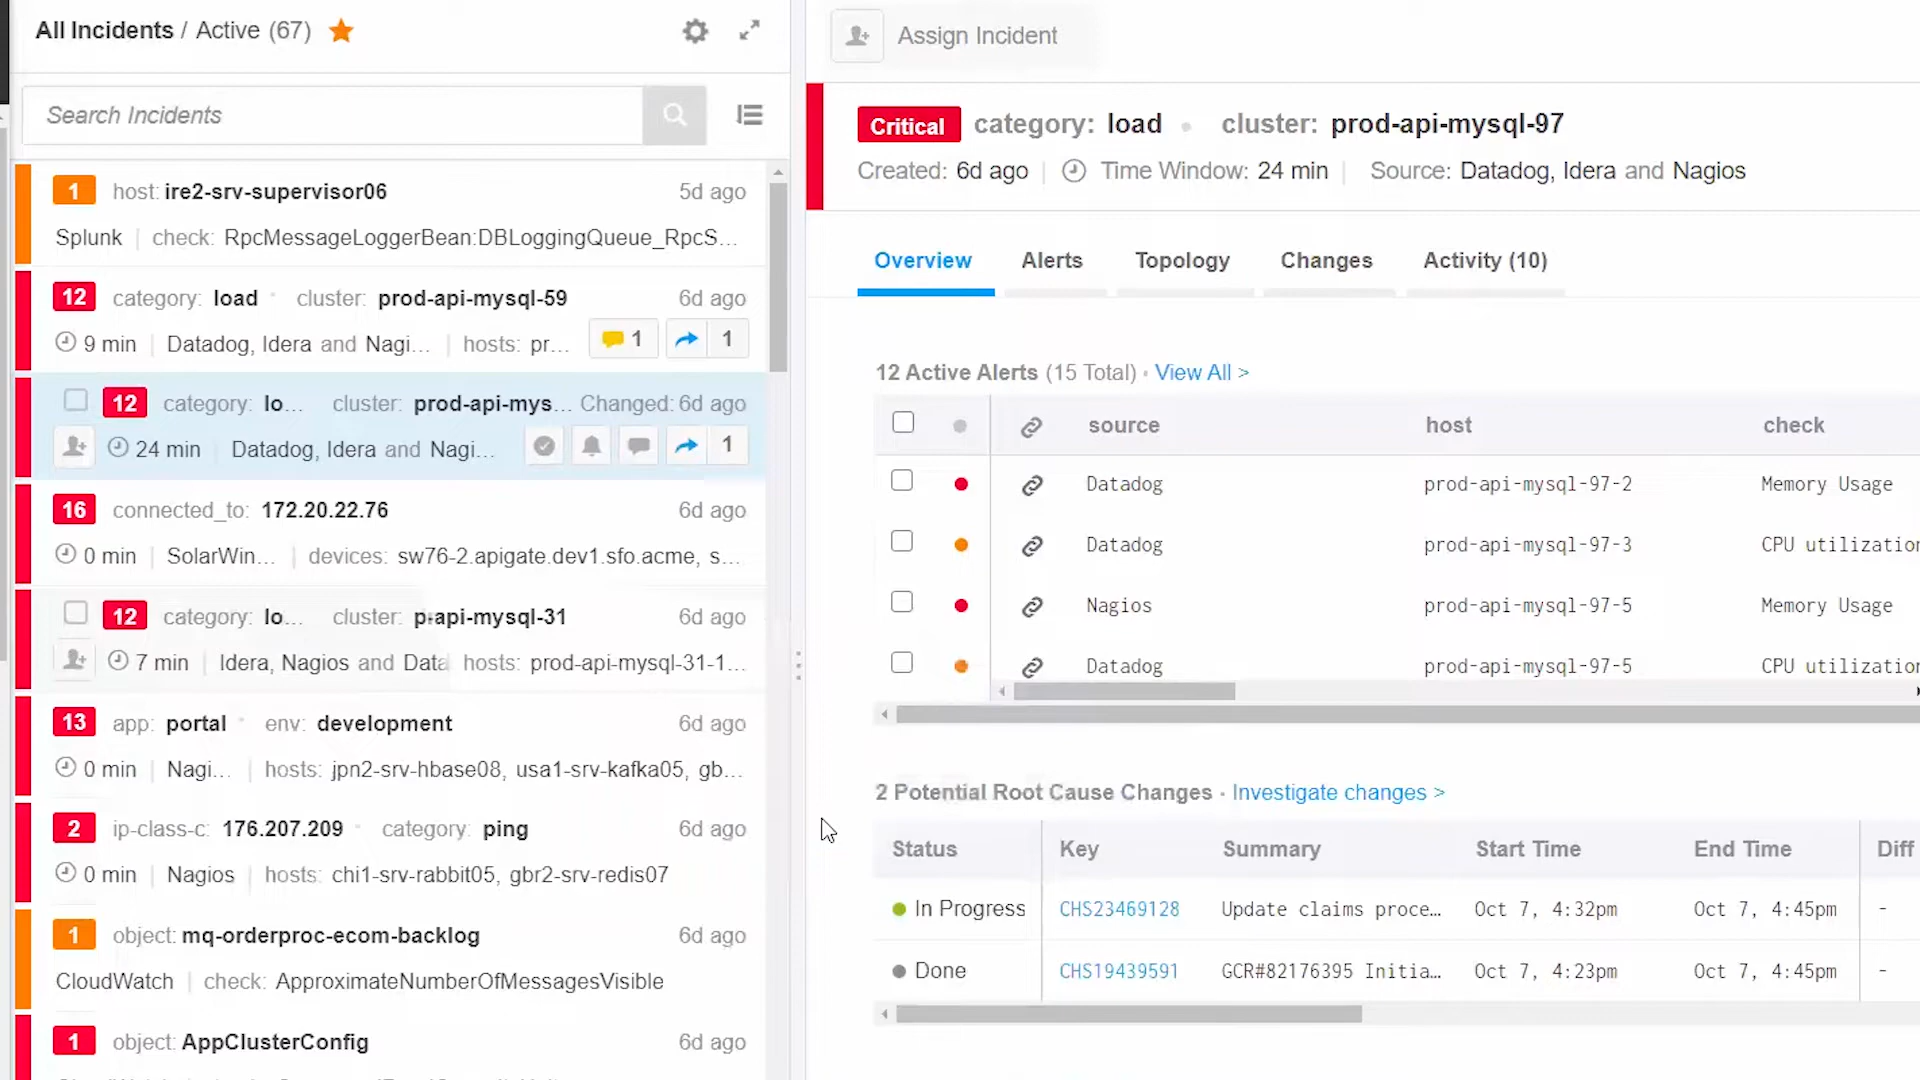 All Incidents / Active (67)
Search Incidents
1 host: ire2-srv-supervisor06 5d ago
Splunk | check: RpcMessageLoggerBean:DBLoggingQueue_RpcS...
12 category: load cluster: prod-api-mysql-59 6d ago
9 min | Datadog, Idera and Nagi... | hosts: pr... 1 1
12 category: lo... cluster: prod-api-mys... Changed: 6d ago
24 min | Datadog, Idera and Nagi... 1
16 connected_to: 172.20.22.76 6d ago
0 min | SolarWin... | devices: sw76-2.apigate.dev1.sfo.acme, s...
12 category: lo... cluster: p-api-mysql-31 6d ago
7 min | Idera, Nagios and Data hosts: prod-api-mysql-31-1...
13 app: portal env: development 6d ago
0 min | Nagi... | hosts: jpn2-srv-hbase08, usa1-srv-kafka05, gb...
2 ip-class-c: 176.207.209 category: ping 6d ago
0 min | Nagios | hosts: chi1-srv-rabbit05, gbr2-srv-redis07
1 object: mq-orderproc-ecom-backlog 6d ago
CloudWatch | check: ApproximateNumberOfMessagesVisible
1 object: AppClusterConfig 6d ago
Assign Incident
Critical category: load cluster: prod-api-mysql-97
Created: 6d ago | Time Window: 24 min | Source: Datadog, Idera and Nagios
Overview Alerts Topology Changes Activity (10)
12 Active Alerts (15 Total) · View All >
source host check
Datadog prod-api-mysql-97-2 Memory Usage
Datadog prod-api-mysql-97-3 CPU utilization
Nagios prod-api-mysql-97-5 Memory Usage
Datadog prod-api-mysql-97-5 CPU utilization
2 Potential Root Cause Changes · Investigate changes >
Status Key Summary Start Time End Time Diff
In Progress CHS23469128 Update claims proce... Oct 7, 4:32pm Oct 7, 4:45pm -
Done CHS19439591 GCR#82176395 Initia... Oct 7, 4:23pm Oct 7, 4:45pm -